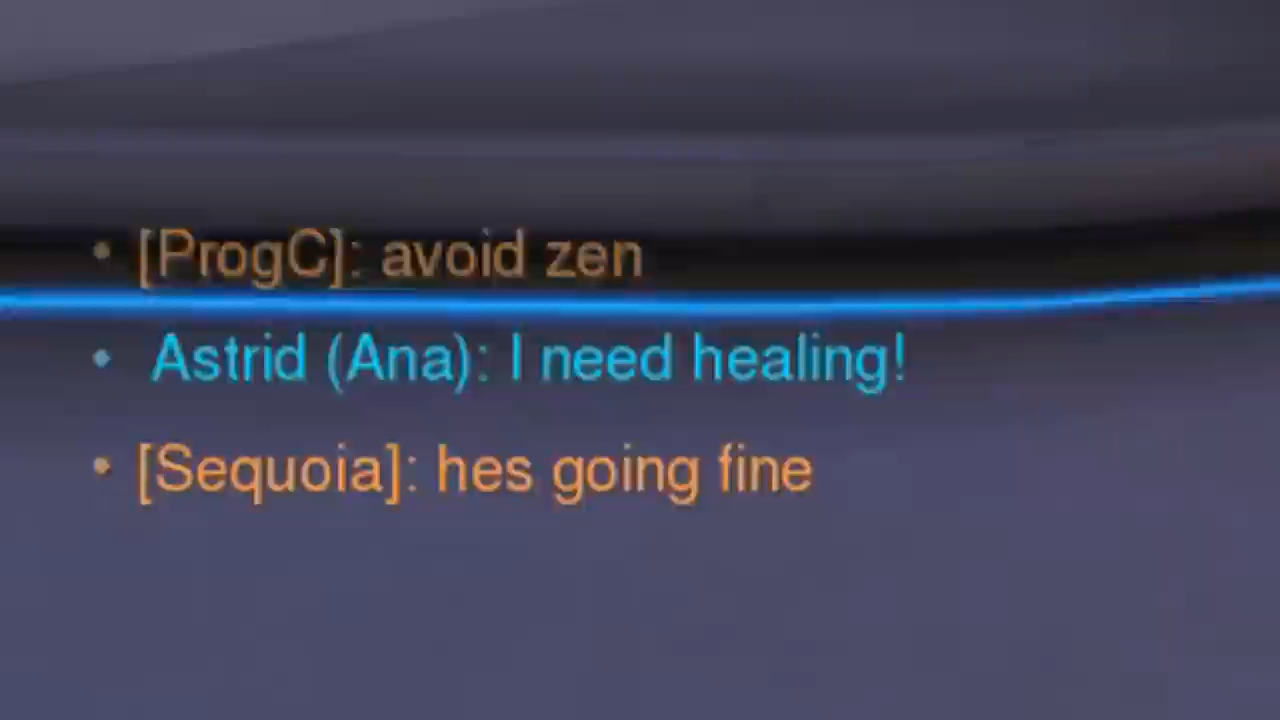 • [ProgC]: avoid zen
• Astrid (Ana): I need healing!
• [Sequoia]: hes going fine